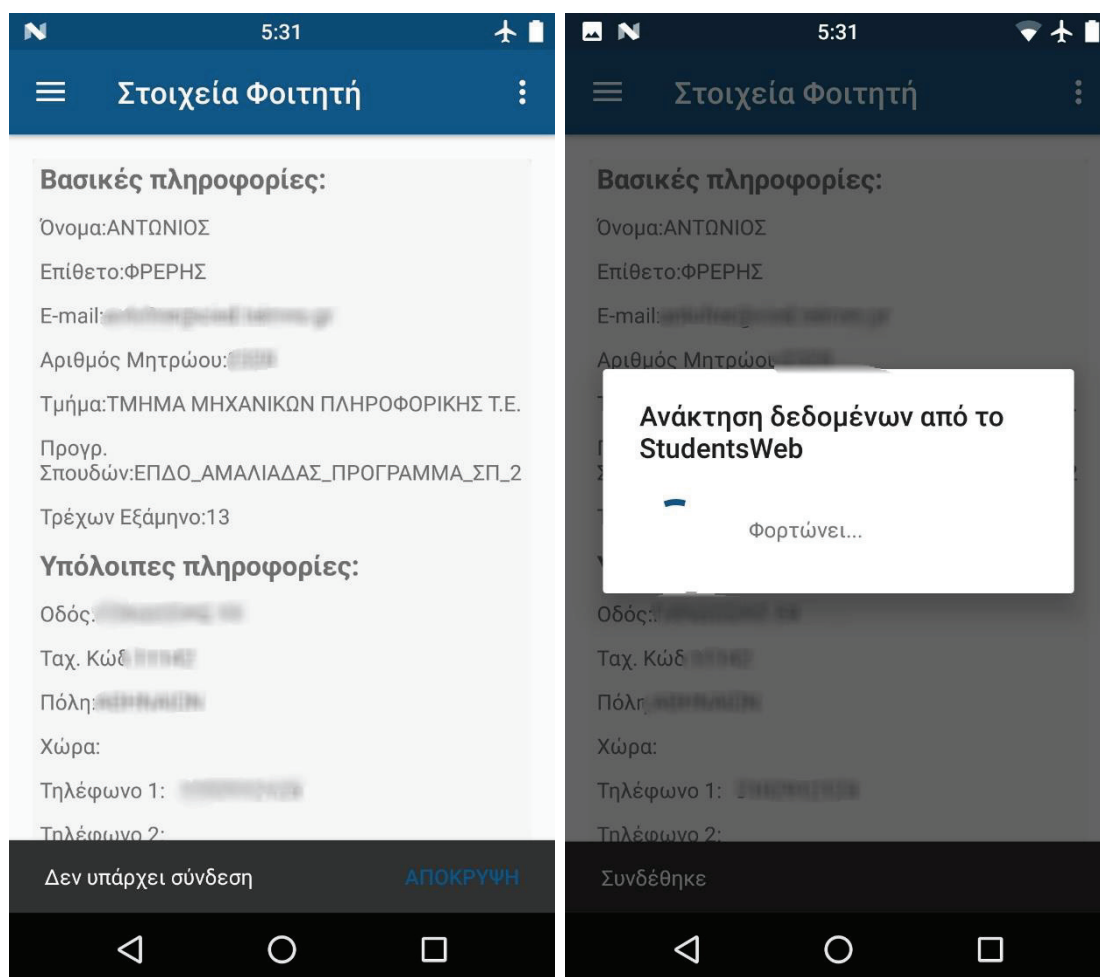 5:31
Στοιχεία Φοιτητή
Βασικές πληροφορίες:
Όνομα:ΑΝΤΩΝΙΟΣ
Επίθετο:ΦΡΕΡΗΣ
E-mail:
Αριθμός Μητρώου:
Τμήμα:ΤΜΗΜΑ ΜΗΧΑΝΙΚΩΝ ΠΛΗΡΟΦΟΡΙΚΗΣ Τ.Ε.
Προγρ.
Σπουδών:ΕΠΔΟ_ΑΜΑΛΙΑΔΑΣ_ΠΡΟΓΡΑΜΜΑ_ΣΠ_2
Τρέχων Εξάμηνο:13
Υπόλοιπες πληροφορίες:
Οδός:
Ταχ. Κώδ
Πόλη:
Χώρα:
Τηλέφωνο 1:
Τηλέφωνο 2:
Δεν υπάρχει σύνδεση ΑΠΟΚΡΥΨΗ
5:31
Στοιχεία Φοιτητή
Βασικές πληροφορίες:
Όνομα:ΑΝΤΩΝΙΟΣ
Επίθετο:ΦΡΕΡΗΣ
E-mail:
Αριθμός Μητρώου
Ανάκτηση δεδομένων από το
StudentsWeb
Φορτώνει...
Οδός:
Ταχ. Κώδ
Πόλη
Χώρα:
Τηλέφωνο 1:
Τηλέφωνο 2:
Συνδέθηκε